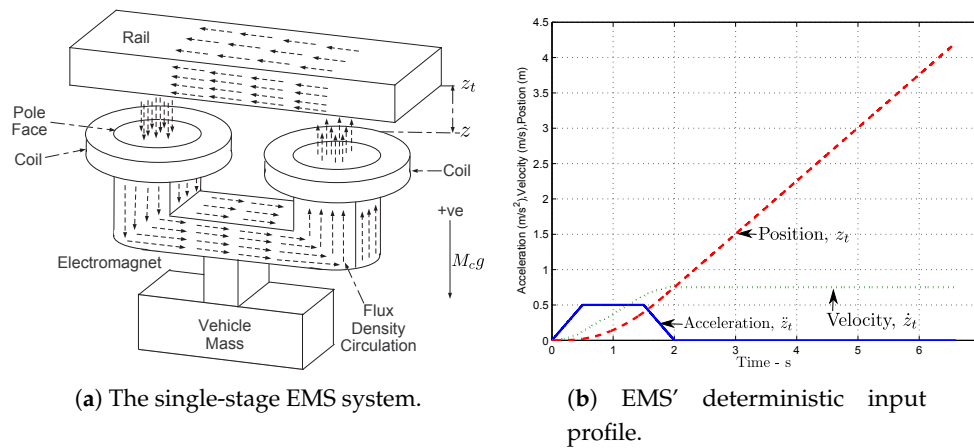 Rail
z_t
z
Pole
Face
Coil
Coil
+ve
M_c g
Electromagnet
Vehicle
Mass
Flux
Density
Circulation
(a) The single-stage EMS system.
Acceleration (m/s²),Velocity (m/s),Postion (m)
4.5
4
3.5
3
2.5
2
1.5
1
0.5
0
Position, z_t
Acceleration, z̈_t
Velocity, ż_t
0 1 2 3 4 5 6
Time - s
(b) EMS’ deterministic input
profile.